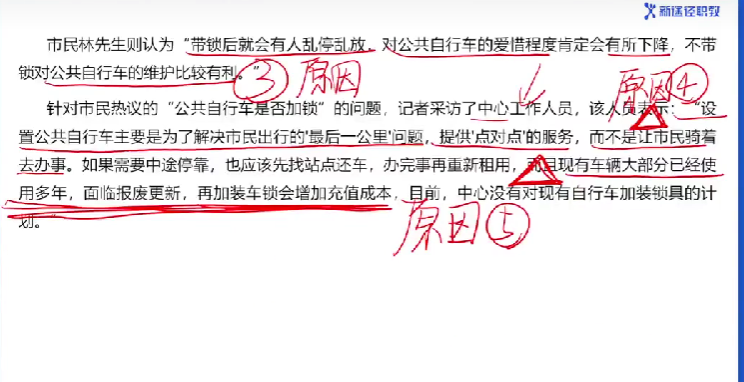 新途径职教
市民林先生则认为“带锁后就会有人乱停乱放，对公共自行车的爱惜程度肯定会有所下降，不带
锁对公共自行车的维护比较有利。”
③原因
原因④
针对市民热议的“公共自行车是否加锁”的问题，记者采访了中心工作人员，该人员表示：“设
置公共自行车主要是为了解决市民出行的'最后一公里'问题，提供'点对点'的服务，而不是让市民骑着
去办事。如果需要中途停靠，也应该先找站点还车，办完事再重新租用，而且现有车辆大部分已经使
用多年，面临报废更新，再加装车锁会增加充值成本，目前，中心没有对现有自行车加装锁具的计
划。”
原因⑤